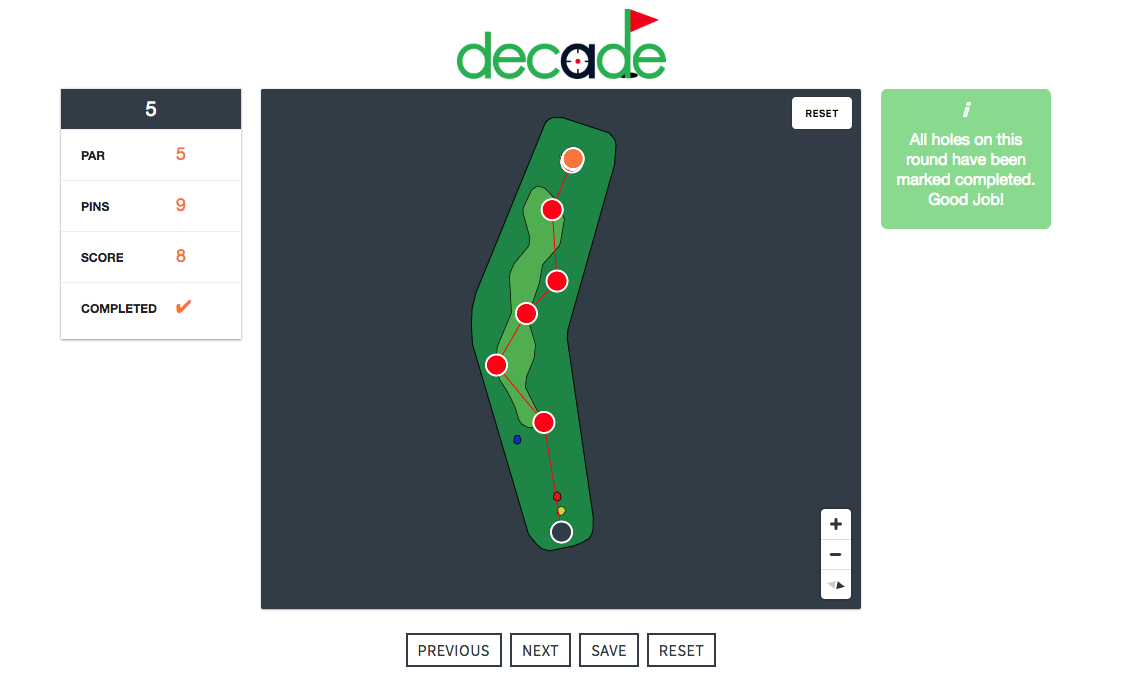 decade
5
PAR 5
PINS 9
SCORE 8
COMPLETED ✔
RESET
i
All holes on this
round have been
marked completed.
Good Job!
+
−
PREVIOUS NEXT SAVE RESET